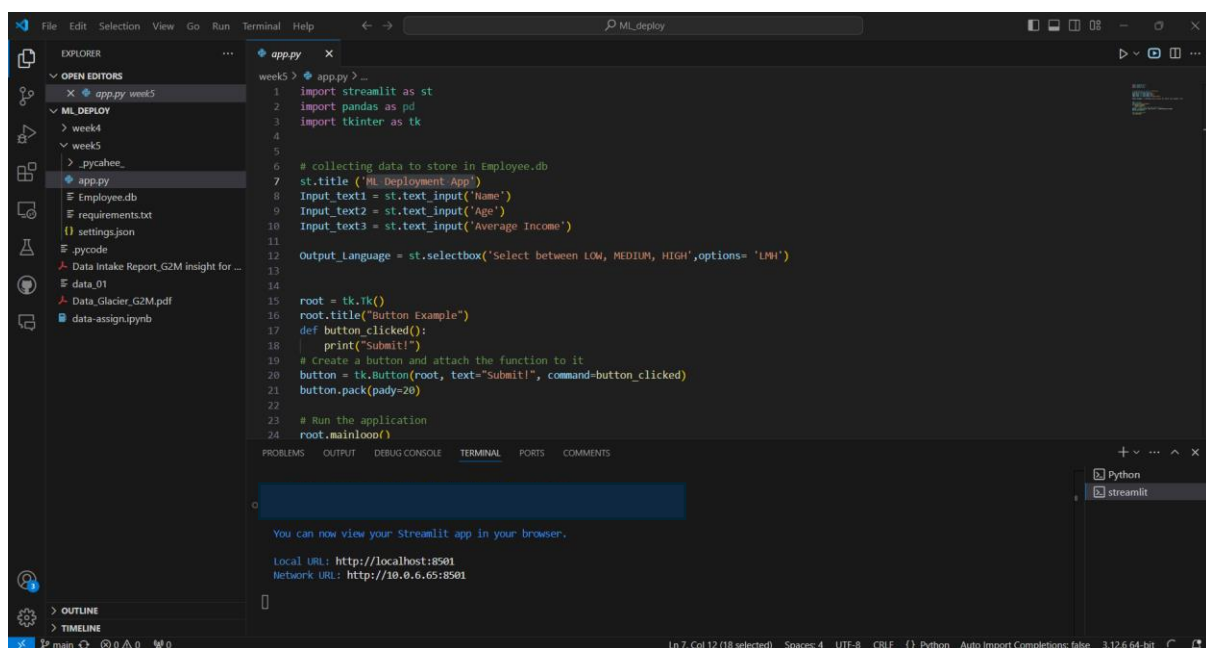 File Edit Selection View Go Run Terminal Help
ML_deploy
EXPLORER
OPEN EDITORS
app.py week5
ML_DEPLOY
week4
week5
_pycahee_
app.py
Employee.db
requirements.txt
settings.json
.pycode
Data Intake Report_G2M insight for ...
data_01
Data_Glacier_G2M.pdf
data-assign.ipynb
OUTLINE
TIMELINE
app.py
week5 > app.py > ...
1 import streamlit as st
2 import pandas as pd
3 import tkinter as tk
4
5
6 # collecting data to store in Employee.db
7 st.title ('ML Deployment App')
8 Input_text1 = st.text_input('Name')
9 Input_text2 = st.text_input('Age')
10 Input_text3 = st.text_input('Average Income')
11
12 Output_Language = st.selectbox('Select between LOW, MEDIUM, HIGH',options= 'LMH')
13
14
15 root = tk.Tk()
16 root.title("Button Example")
17 def button_clicked():
18 print("Submit!")
19 # Create a button and attach the function to it
20 button = tk.Button(root, text="Submit!", command=button_clicked)
21 button.pack(pady=20)
22
23 # Run the application
24 root.mainloop()
PROBLEMS OUTPUT DEBUG CONSOLE TERMINAL PORTS COMMENTS
Python
streamlit
You can now view your Streamlit app in your browser.
Local URL: http://localhost:8501
Network URL: http://10.0.6.65:8501
3
main 0 0 0 Ln 7, Col 12 (18 selected) Spaces: 4 UTF-8 CRLF {} Python Auto Import Completions: false 3.12.6 64-bit